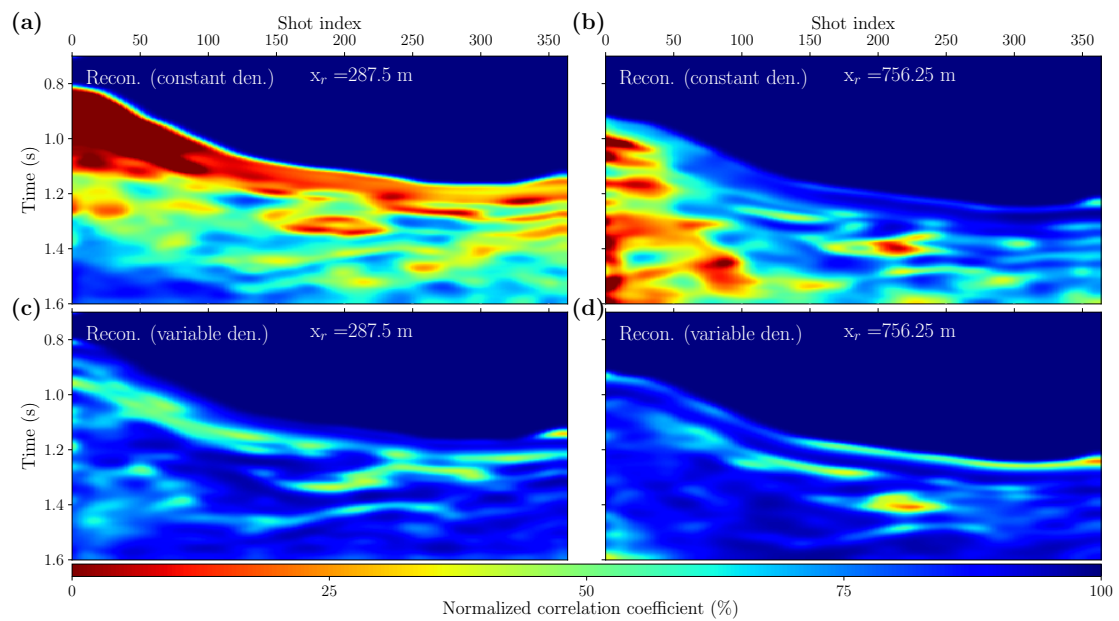 (a) Shot index (b) Shot index
0 50 100 150 200 250 300 350 0 50 100 150 200 250 300 350
Recon. (constant den.) x_r =287.5 m Recon. (constant den.) x_r =756.25 m
0.8
1.0
Time (s)
1.2
1.4
1.6
(c) (d)
Recon. (variable den.) x_r =287.5 m Recon. (variable den.) x_r =756.25 m
0.8
1.0
Time (s)
1.2
1.4
1.6
0 25 50 75 100
Normalized correlation coefficient (%)